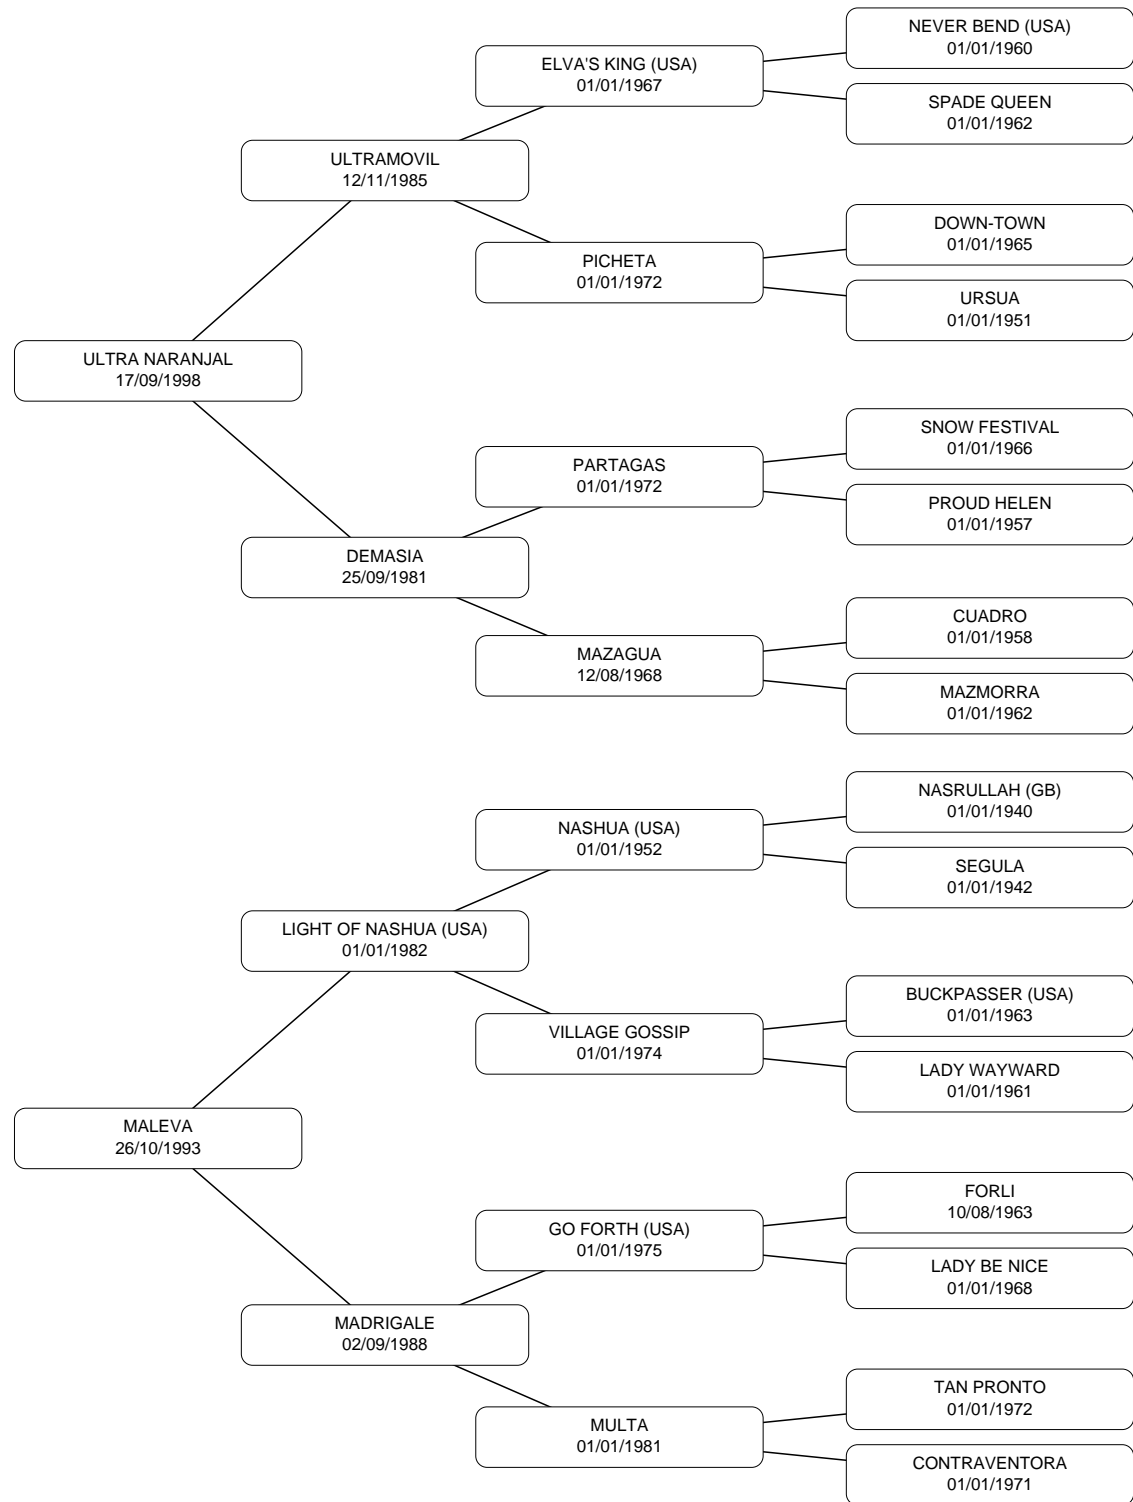 NEVER BEND (USA)
01/01/1960
ELVA'S KING (USA)
01/01/1967
SPADE QUEEN
01/01/1962
ULTRAMOVIL
12/11/1985
DOWN-TOWN
01/01/1965
PICHETA
01/01/1972
URSUA
01/01/1951
ULTRA NARANJAL
17/09/1998
SNOW FESTIVAL
01/01/1966
PARTAGAS
01/01/1972
PROUD HELEN
01/01/1957
DEMASIA
25/09/1981
CUADRO
01/01/1958
MAZAGUA
12/08/1968
MAZMORRA
01/01/1962
NASRULLAH (GB)
01/01/1940
NASHUA (USA)
01/01/1952
SEGULA
01/01/1942
LIGHT OF NASHUA (USA)
01/01/1982
BUCKPASSER (USA)
01/01/1963
VILLAGE GOSSIP
01/01/1974
LADY WAYWARD
01/01/1961
MALEVA
26/10/1993
FORLI
10/08/1963
GO FORTH (USA)
01/01/1975
LADY BE NICE
01/01/1968
MADRIGALE
02/09/1988
TAN PRONTO
01/01/1972
MULTA
01/01/1981
CONTRAVENTORA
01/01/1971